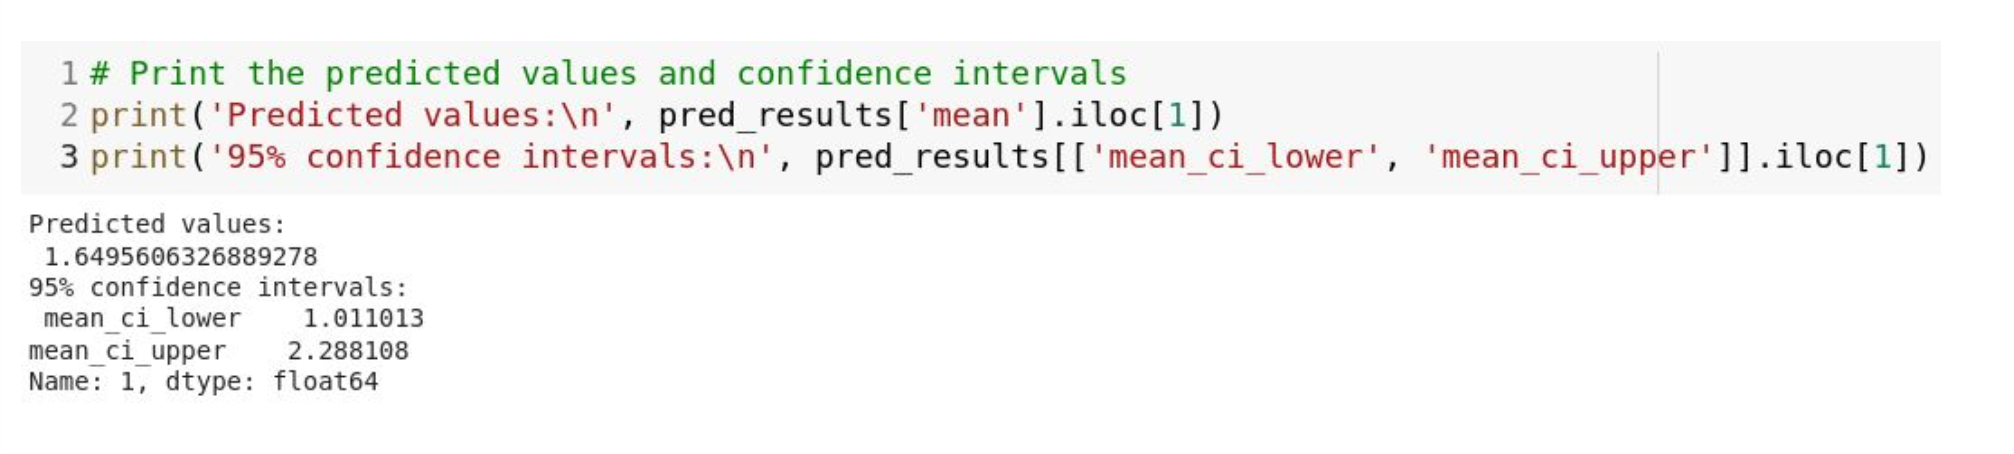 1 # Print the predicted values and confidence intervals
2 print('Predicted values:\n', pred_results['mean'].iloc[1])
3 print('95% confidence intervals:\n', pred_results[['mean_ci_lower', 'mean_ci_upper']].iloc[1])
Predicted values:
 1.6495606326889278
95% confidence intervals:
 mean_ci_lower    1.011013
mean_ci_upper    2.288108
Name: 1, dtype: float64